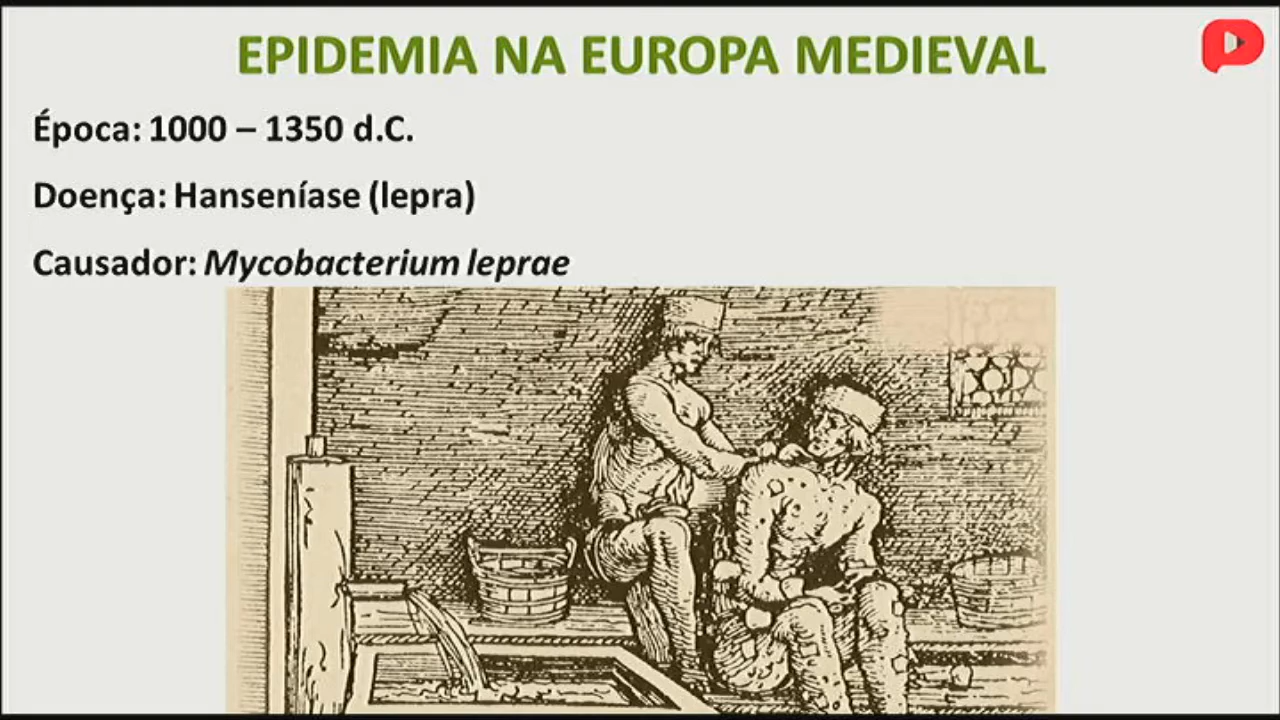 EPIDEMIA NA EUROPA MEDIEVAL
Época: 1000 – 1350 d.C.
Doença: Hanseníase (lepra)
Causador: Mycobacterium leprae